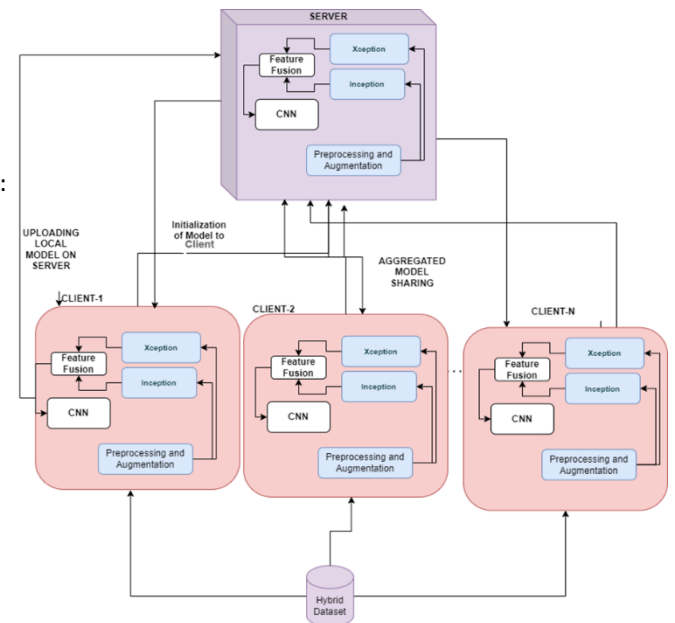 SERVER
Xception
Feature
Fusion
Inception
CNN
Preprocessing and
Augmentation
:
UPLOADING
LOCAL
MODEL ON
SERVER
Initialization
of Model to
Client
AGGREGATED
MODEL
SHARING
CLIENT-1
Xception
Feature
Fusion
Inception
CNN
Preprocessing and
Augmentation
CLIENT-2
Xception
Feature
Fusion
Inception
CNN
Preprocessing and
Augmentation
...
CLIENT-N
Xception
Feature
Fusion
Inception
CNN
Preprocessing and
Augmentation
Hybrid
Dataset